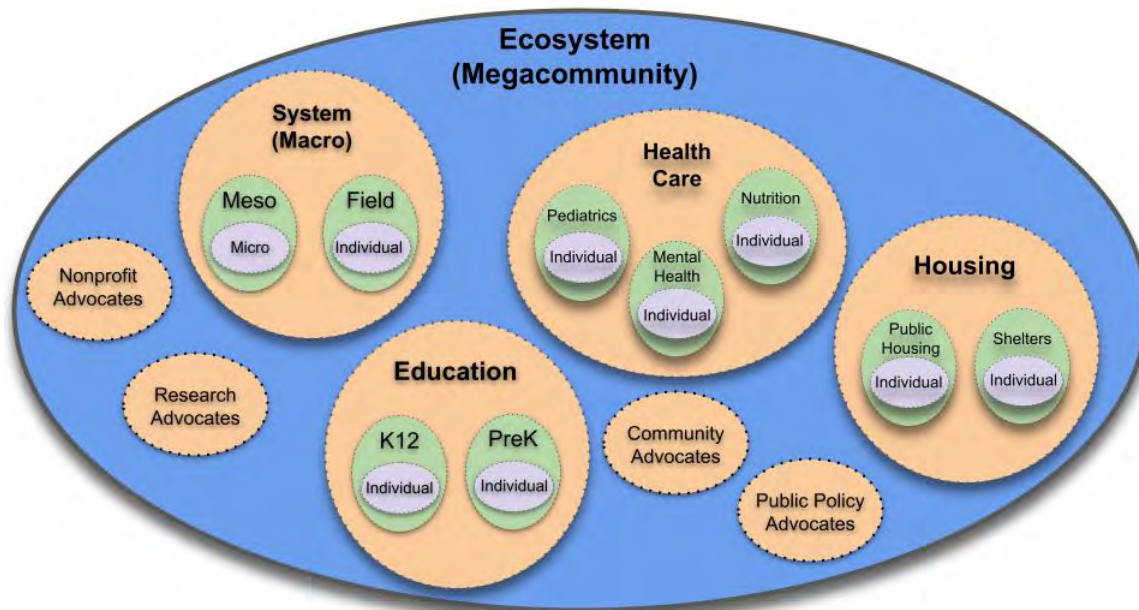 Ecosystem
(Megacommunity)
System
(Macro)
Meso
Micro
Field
Individual
Health
Care
Pediatrics
Individual
Mental
Health
Individual
Nutrition
Individual
Housing
Public
Housing
Individual
Shelters
Individual
Nonprofit
Advocates
Research
Advocates
Education
K12
Individual
PreK
Individual
Community
Advocates
Public Policy
Advocates